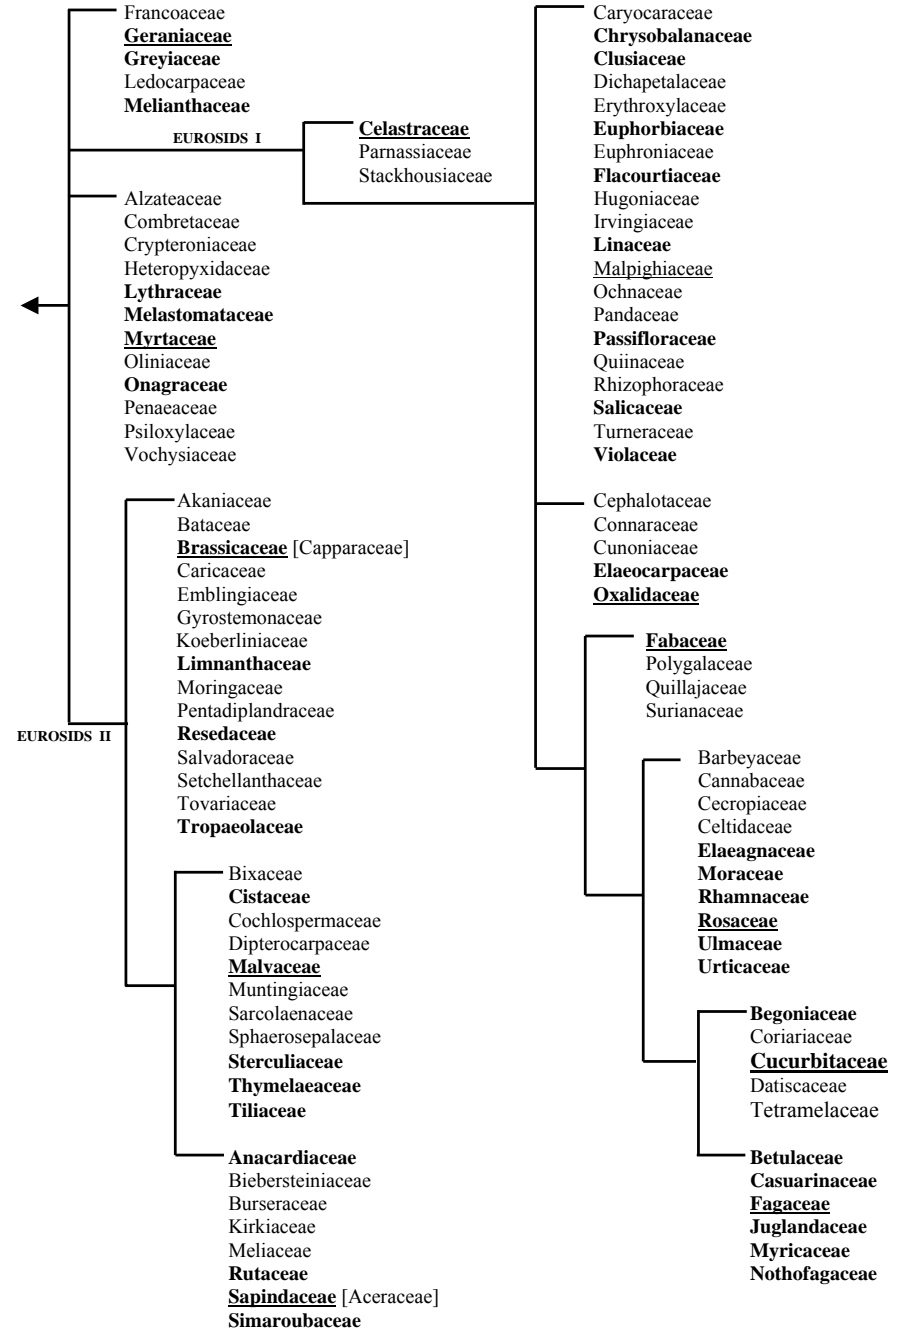 Francoaceae
Geraniaceae
Greyiaceae
Ledocarpaceae
Melianthaceae
EUROSIDS I
Celastraceae
Parnassiaceae
Stackhousiaceae
Alzateaceae
Combretaceae
Crypteroniaceae
Heteropyxidaceae
Lythraceae
Melastomataceae
Myrtaceae
Oliniaceae
Onagraceae
Penaeaceae
Psiloxylaceae
Vochysiaceae
EUROSIDS II
Akaniaceae
Bataceae
Brassicaceae [Capparaceae]
Caricaceae
Emblingiaceae
Gyrostemonaceae
Koeberliniaceae
Limnanthaceae
Moringaceae
Pentadiplandraceae
Resedaceae
Salvadoraceae
Setchellanthaceae
Tovariaceae
Tropaeolaceae
Bixaceae
Cistaceae
Cochlospermaceae
Dipterocarpaceae
Malvaceae
Muntingiaceae
Sarcolaenaceae
Sphaerosepalaceae
Sterculiaceae
Thymelaeaceae
Tiliaceae
Anacardiaceae
Biebersteiniaceae
Burseraceae
Kirkiaceae
Meliaceae
Rutaceae
Sapindaceae [Aceraceae]
Simaroubaceae
Caryocaraceae
Chrysobalanaceae
Clusiaceae
Dichapetalaceae
Erythroxylaceae
Euphorbiaceae
Euphroniaceae
Flacourtiaceae
Hugoniaceae
Irvingiaceae
Linaceae
Malpighiaceae
Ochnaceae
Pandaceae
Passifloraceae
Quiinaceae
Rhizophoraceae
Salicaceae
Turneraceae
Violaceae
Cephalotaceae
Connaraceae
Cunoniaceae
Elaeocarpaceae
Oxalidaceae
Fabaceae
Polygalaceae
Quillajaceae
Surianaceae
Barbeyaceae
Cannabaceae
Cecropiaceae
Celtidaceae
Elaeagnaceae
Moraceae
Rhamnaceae
Rosaceae
Ulmaceae
Urticaceae
Begoniaceae
Coriariaceae
Cucurbitaceae
Datiscaceae
Tetramelaceae
Betulaceae
Casuarinaceae
Fagaceae
Juglandaceae
Myricaceae
Nothofagaceae